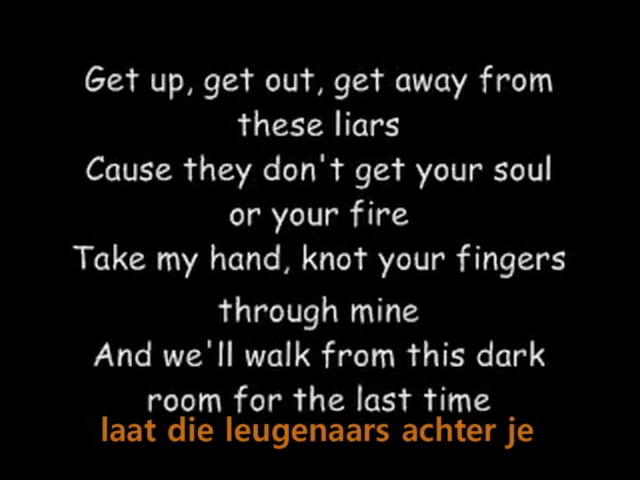 Get up, get out, get away from
these liars
Cause they don't get your soul
or your fire
Take my hand, knot your fingers
through mine
And we'll walk from this dark
room for the last time
laat die leugenaars achter je